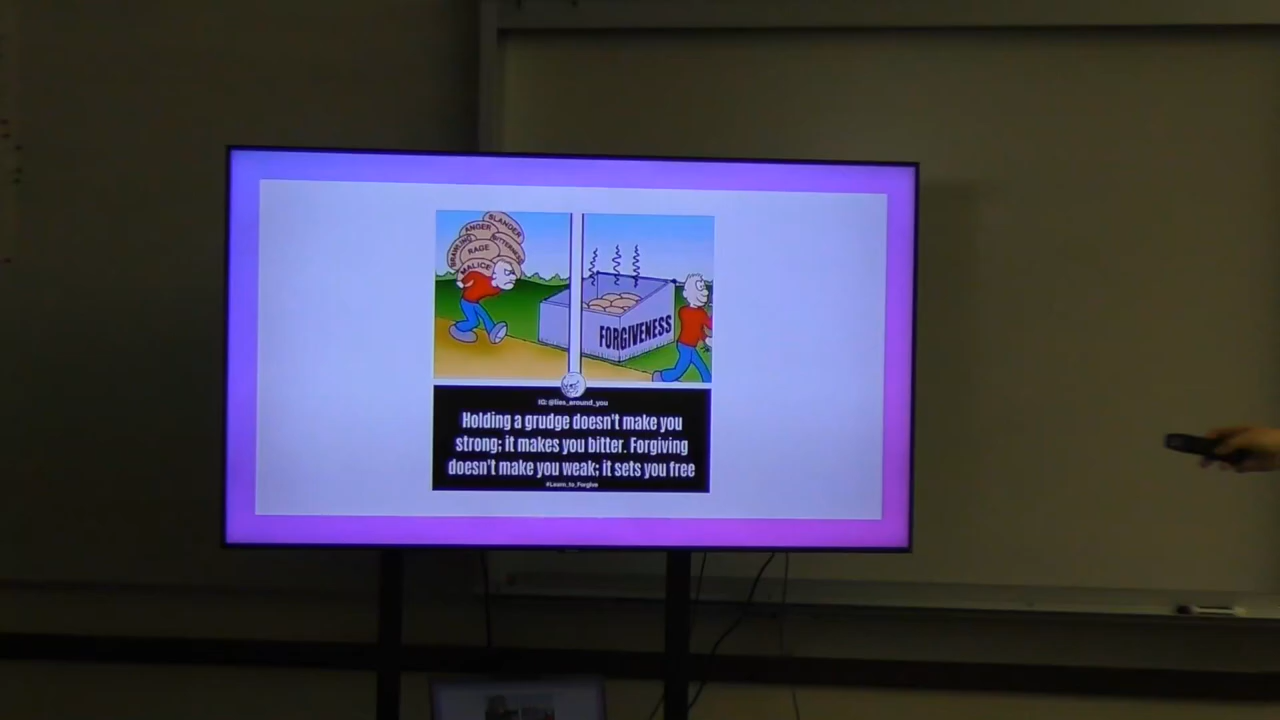 SLANDER
ANGER
BRAWLING
BITTERNESS
RAGE
MALICE
FORGIVENESS
IG: @lies_around_you
Holding a grudge doesn't make you
strong; it makes you bitter. Forgiving
doesn't make you weak; it sets you free
#Learn_to_Forgive